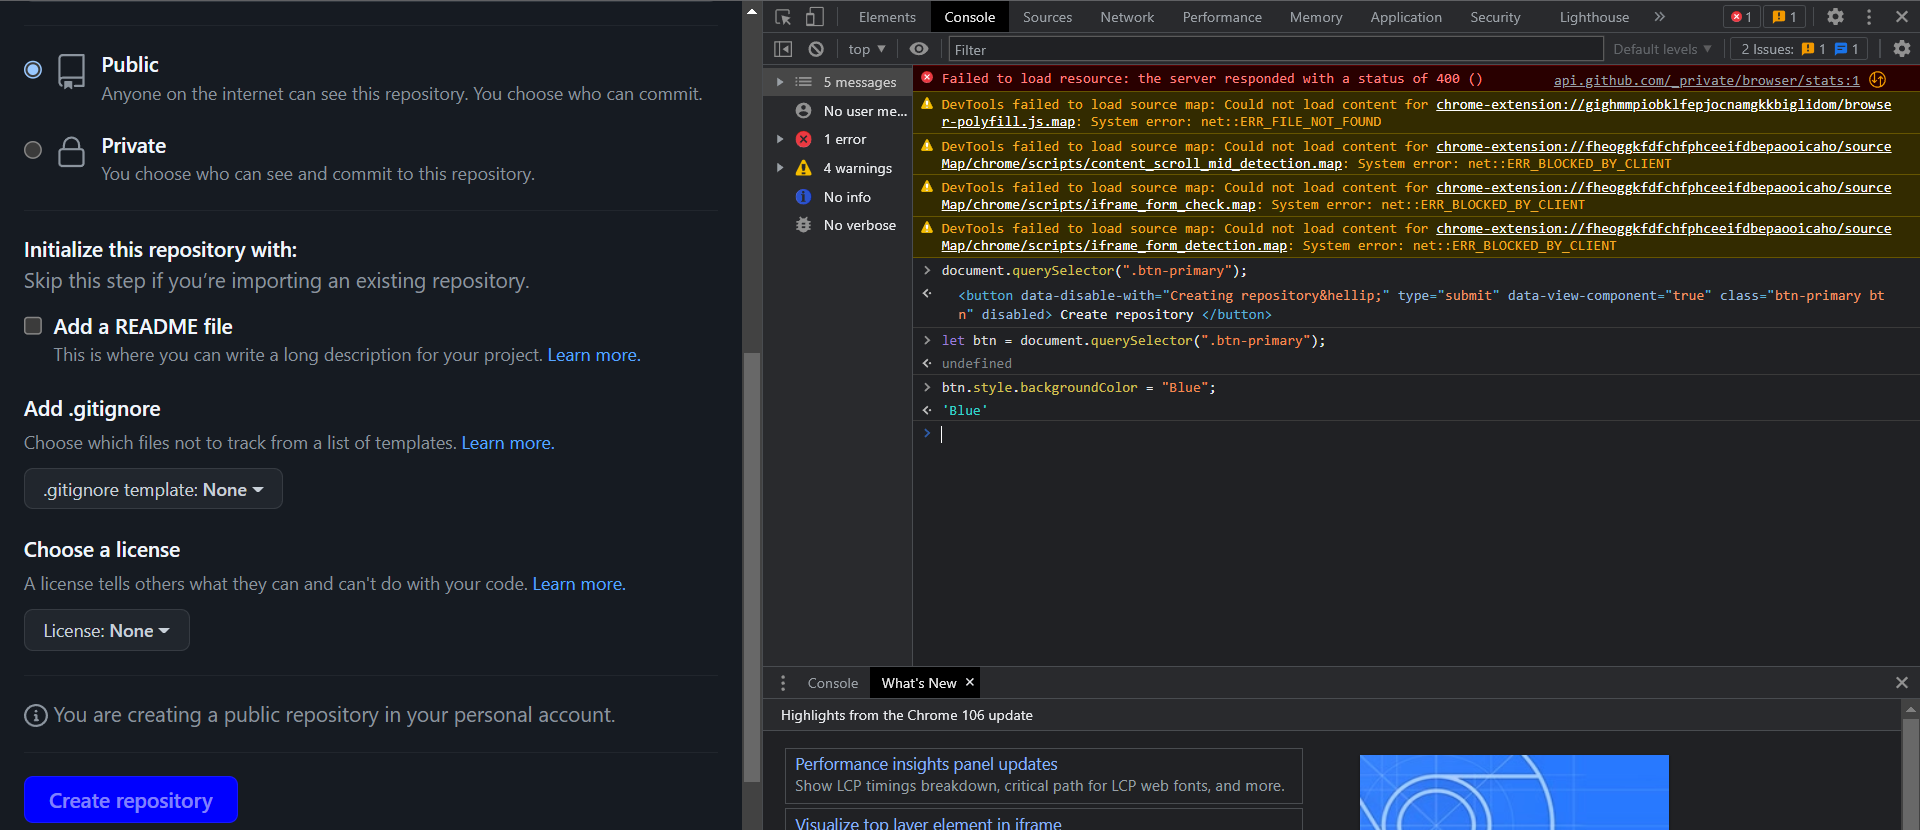 Public
Anyone on the internet can see this repository. You choose who can commit.
Private
You choose who can see and commit to this repository.
Initialize this repository with:
Skip this step if you’re importing an existing repository.
Add a README file
This is where you can write a long description for your project. Learn more.
Add .gitignore
Choose which files not to track from a list of templates. Learn more.
.gitignore template: None
Choose a license
A license tells others what they can and can't do with your code. Learn more.
License: None
You are creating a public repository in your personal account.
Create repository
Elements Console Sources Network Performance Memory Application Security Lighthouse » 1 1
top Filter Default levels 2 Issues: 1 1
5 messages
No user me...
1 error
4 warnings
No info
No verbose
Failed to load resource: the server responded with a status of 400 () api.github.com/_private/browser/stats:1
DevTools failed to load source map: Could not load content for chrome-extension://gighmmpiobklfepjocnamgkkbiglidom/browse
r-polyfill.js.map: System error: net::ERR_FILE_NOT_FOUND
DevTools failed to load source map: Could not load content for chrome-extension://fheoggkfdfchfphceeifdbepaooicaho/source
Map/chrome/scripts/content_scroll_mid_detection.map: System error: net::ERR_BLOCKED_BY_CLIENT
DevTools failed to load source map: Could not load content for chrome-extension://fheoggkfdfchfphceeifdbepaooicaho/source
Map/chrome/scripts/iframe_form_check.map: System error: net::ERR_BLOCKED_BY_CLIENT
DevTools failed to load source map: Could not load content for chrome-extension://fheoggkfdfchfphceeifdbepaooicaho/source
Map/chrome/scripts/iframe_form_detection.map: System error: net::ERR_BLOCKED_BY_CLIENT
document.querySelector(".btn-primary");
<button data-disable-with="Creating repository&hellip;" type="submit" data-view-component="true" class="btn-primary bt
n" disabled> Create repository </button>
let btn = document.querySelector(".btn-primary");
undefined
btn.style.backgroundColor = "Blue";
'Blue'
Console What's New
Highlights from the Chrome 106 update
Performance insights panel updates
Show LCP timings breakdown, critical path for LCP web fonts, and more.
Visualize top layer element in iframe